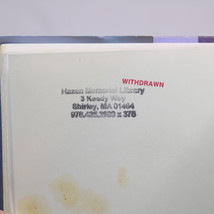 WITHDRAWN
Hazen Memorial Library
3 Keady Way
Shirley, MA 01464
978.425.2620 x 375